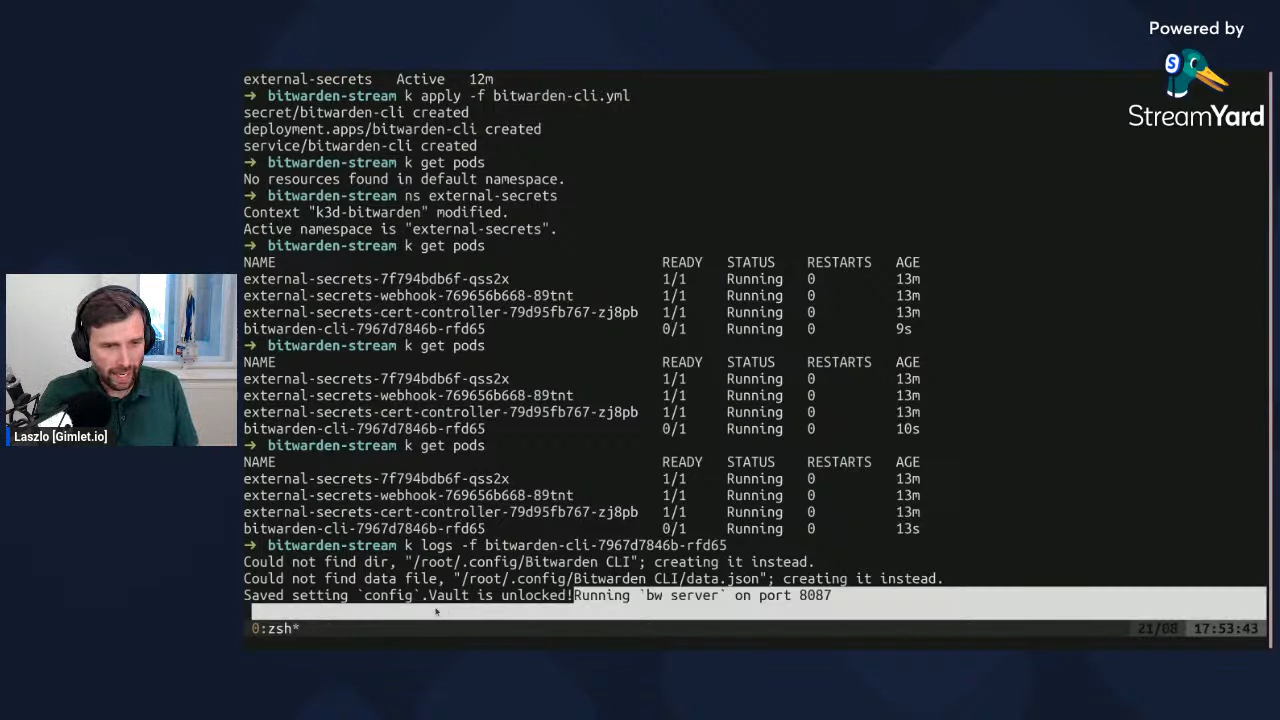 Powered by
StreamYard
external-secrets   Active   12m
→ bitwarden-stream k apply -f bitwarden-cli.yml
secret/bitwarden-cli created
deployment.apps/bitwarden-cli created
service/bitwarden-cli created
→ bitwarden-stream k get pods
No resources found in default namespace.
→ bitwarden-stream ns external-secrets
Context "k3d-bitwarden" modified.
Active namespace is "external-secrets".
→ bitwarden-stream k get pods
NAME READY STATUS RESTARTS AGE
external-secrets-7f794bdb6f-qss2x 1/1 Running 0 13m
external-secrets-webhook-769656b668-89tnt 1/1 Running 0 13m
external-secrets-cert-controller-79d95fb767-zj8pb 1/1 Running 0 13m
bitwarden-cli-7967d7846b-rfd65 0/1 Running 0 9s
→ bitwarden-stream k get pods
NAME READY STATUS RESTARTS AGE
external-secrets-7f794bdb6f-qss2x 1/1 Running 0 13m
external-secrets-webhook-769656b668-89tnt 1/1 Running 0 13m
external-secrets-cert-controller-79d95fb767-zj8pb 1/1 Running 0 13m
bitwarden-cli-7967d7846b-rfd65 0/1 Running 0 10s
→ bitwarden-stream k get pods
NAME READY STATUS RESTARTS AGE
external-secrets-7f794bdb6f-qss2x 1/1 Running 0 13m
external-secrets-webhook-769656b668-89tnt 1/1 Running 0 13m
external-secrets-cert-controller-79d95fb767-zj8pb 1/1 Running 0 13m
bitwarden-cli-7967d7846b-rfd65 0/1 Running 0 13s
→ bitwarden-stream k logs -f bitwarden-cli-7967d7846b-rfd65
Could not find dir, "/root/.config/Bitwarden CLI"; creating it instead.
Could not find data file, "/root/.config/Bitwarden CLI/data.json"; creating it instead.
Saved setting `config`.Vault is unlocked!Running `bw server` on port 8087
0:zsh* 21/08 17:53:43
Laszlo [Gimlet.io]